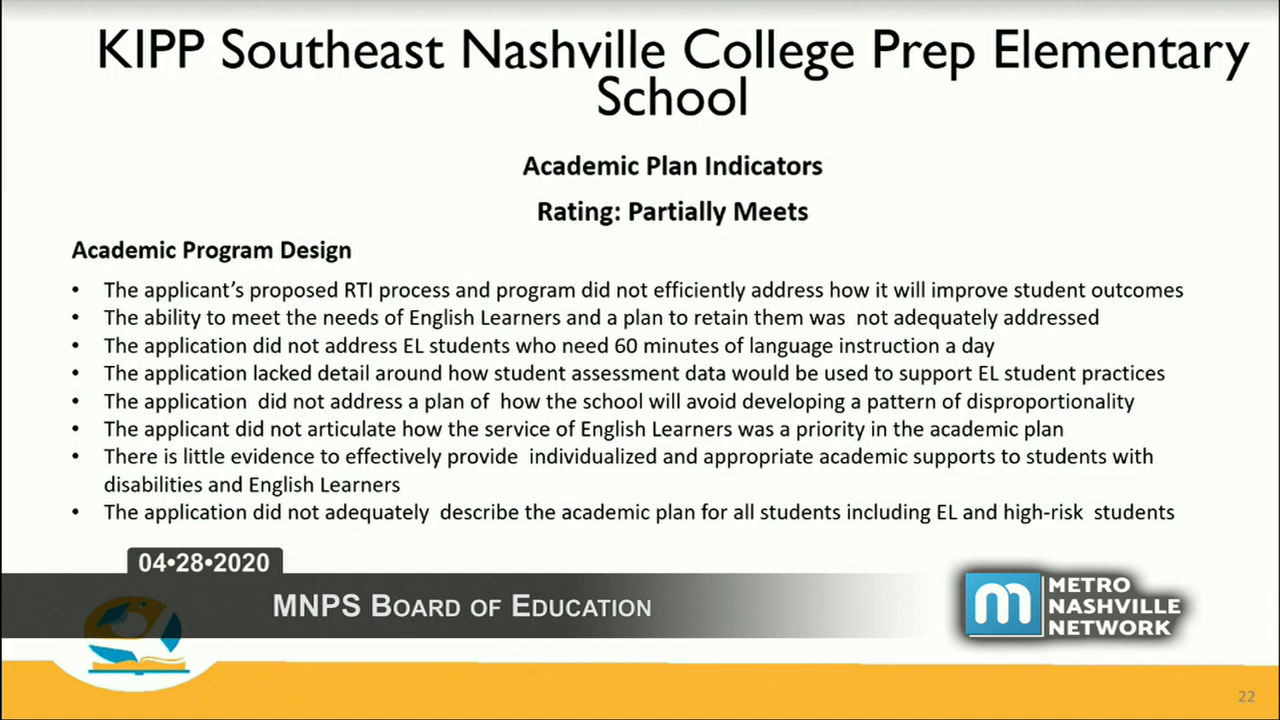 KIPP Southeast Nashville College Prep Elementary
School
Academic Plan Indicators
Rating: Partially Meets
Academic Program Design
• The applicant's proposed RTI process and program did not efficiently address how it will improve student outcomes
• The ability to meet the needs of English Learners and a plan to retain them was not adequately addressed
• The application did not address EL students who need 60 minutes of language instruction a day
• The application lacked detail around how student assessment data would be used to support EL student practices
• The application did not address a plan of how the school will avoid developing a pattern of disproportionality
• The applicant did not articulate how the service of English Learners was a priority in the academic plan
• There is little evidence to effectively provide individualized and appropriate academic supports to students with
disabilities and English Learners
• The application did not adequately describe the academic plan for all students including EL and high-risk students
04•28•2020
MNPS BOARD OF EDUCATION
m METRO
NASHVILLE
NETWORK
22